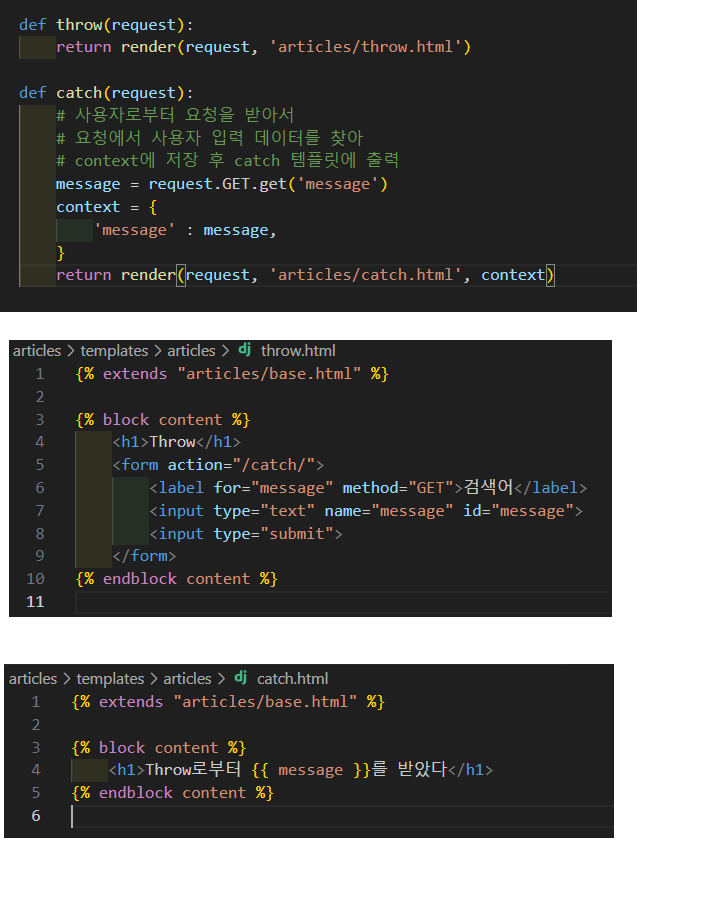 def throw(request):
    return render(request, 'articles/throw.html')
def catch(request):
    # 사용자로부터 요청을 받아서
    # 요청에서 사용자 입력 데이터를 찾아
    # context에 저장 후 catch 템플릿에 출력
    message = request.GET.get('message')
    context = {
        'message' : message,
    }
    return render(request, 'articles/catch.html', context)
articles > templates > articles > dj throw.html
1 {% extends "articles/base.html" %}
2
3 {% block content %}
4     <h1>Throw</h1>
5     <form action="/catch/">
6         <label for="message" method="GET">검색어</label>
7         <input type="text" name="message" id="message">
8         <input type="submit">
9     </form>
10 {% endblock content %}
11
articles > templates > articles > dj catch.html
1 {% extends "articles/base.html" %}
2
3 {% block content %}
4     <h1>Throw로부터 {{ message }}를 받았다</h1>
5 {% endblock content %}
6